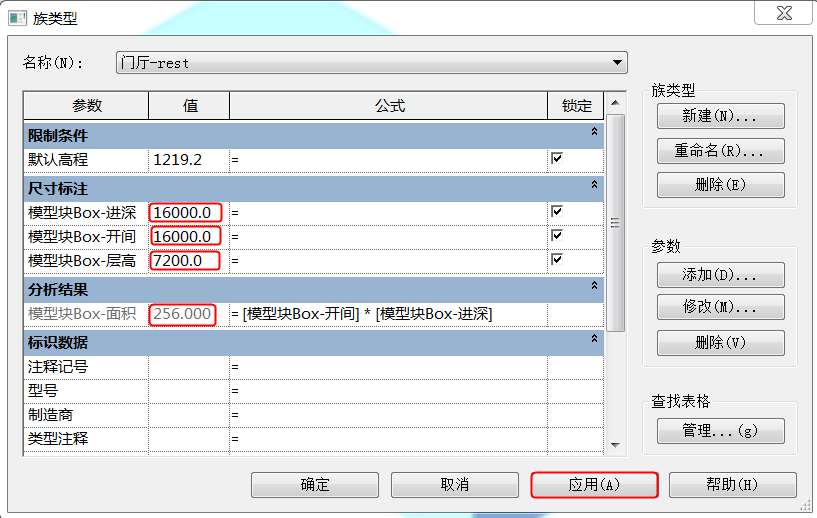 族类型
名称(N):
门厅-rest
参数 值 公式 锁定
限制条件
默认高程 1219.2 =
尺寸标注
模型块Box-进深 16000.0 =
模型块Box-开间 16000.0 =
模型块Box-层高 7200.0 =
分析结果
模型块Box-面积 256.000 = [模型块Box-开间] * [模型块Box-进深]
标识数据
注释记号 =
型号 =
制造商 =
类型注释 =
族类型
新建(N)...
重命名(R)...
删除(E)
参数
添加(D)...
修改(M)...
删除(V)
查找表格
管理...(g)
确定 取消 应用(A) 帮助(H)